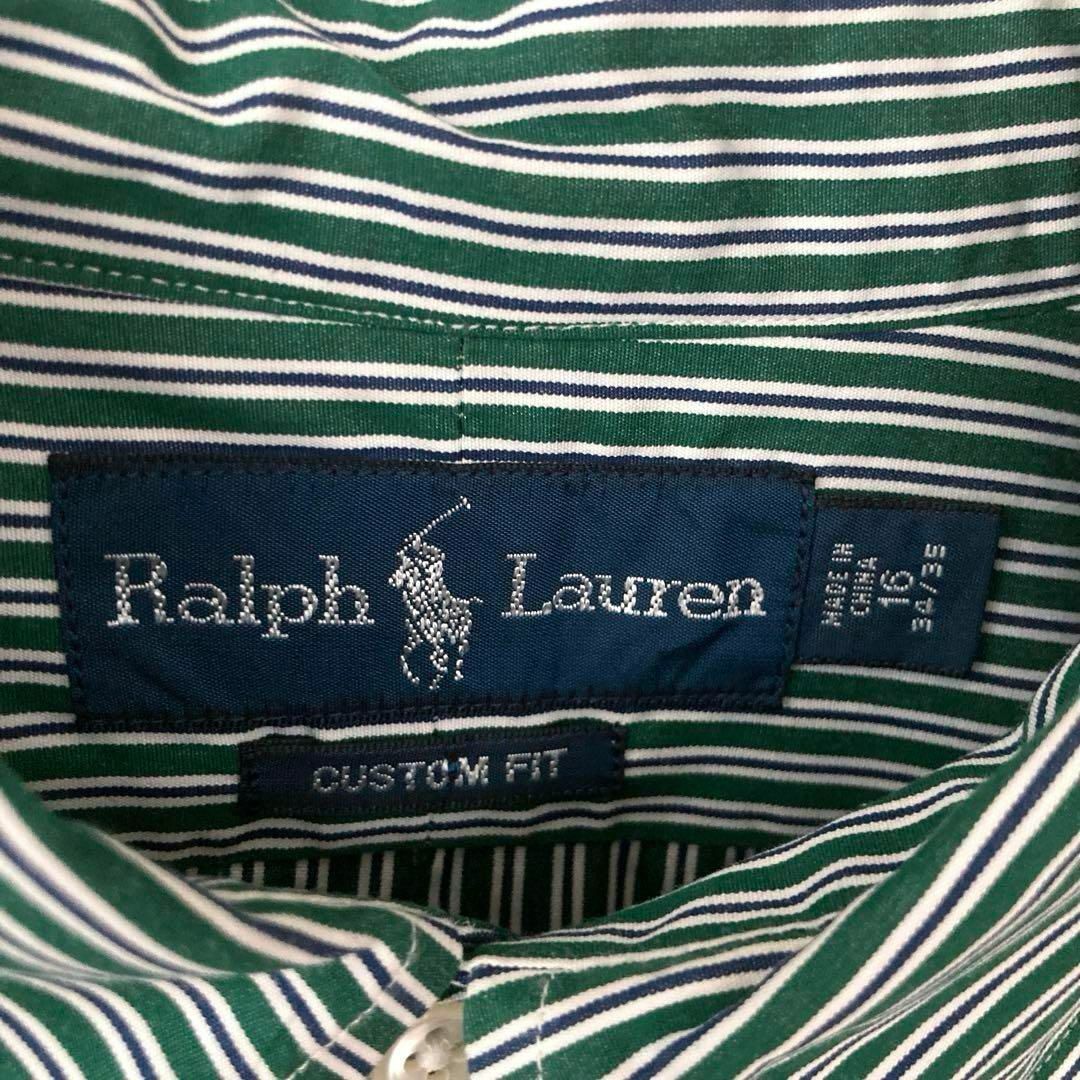 Ralph Lauren
MADE IN
CHINA
16
34/35
CUSTOM FIT